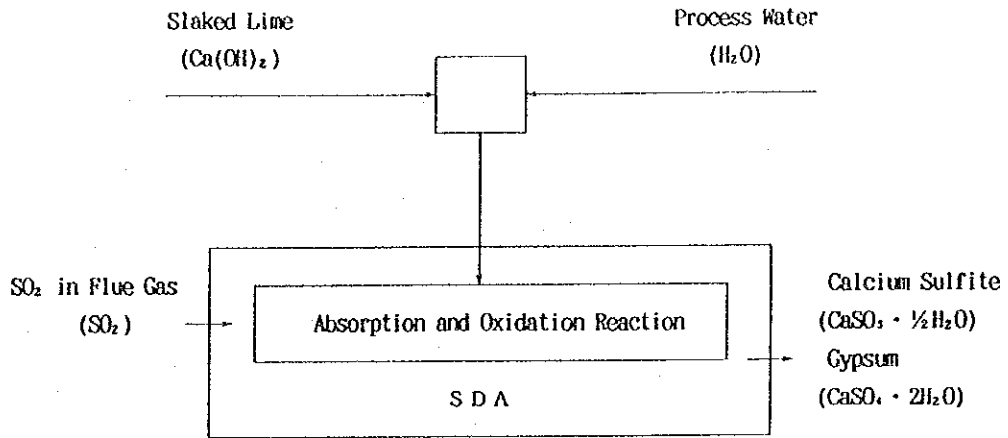 Slaked Lime
(Ca(OH)₂)
Process Water
(H₂O)
SO₂ in Flue Gas
(SO₂)
Absorption and Oxidation Reaction
S D A
Calcium Sulfite
(CaSO₃ · ½H₂O)
Gypsum
(CaSO₄ · 2H₂O)